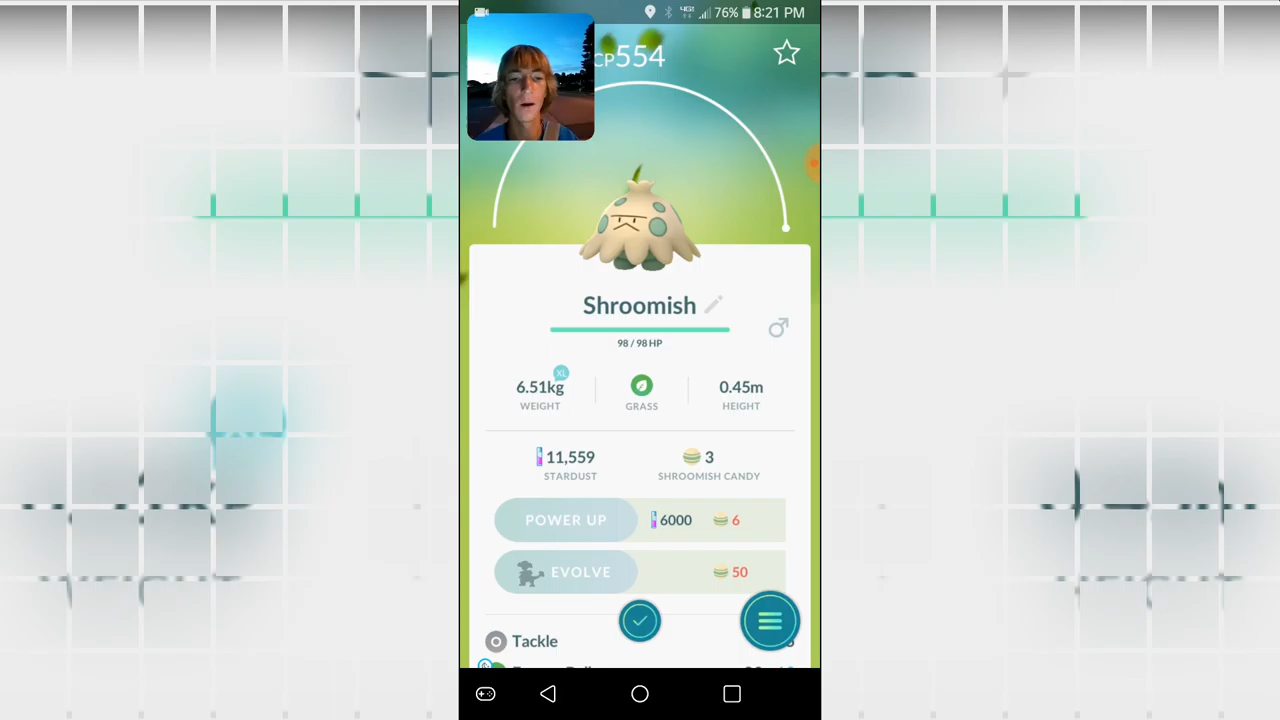 4G 76% 8:21 PM
CP554
Shroomish
98 / 98 HP
XL
6.51kg
WEIGHT
GRASS
0.45m
HEIGHT
11,559
STARDUST
3
SHROOMISH CANDY
POWER UP 6000 6
EVOLVE 50
Tackle